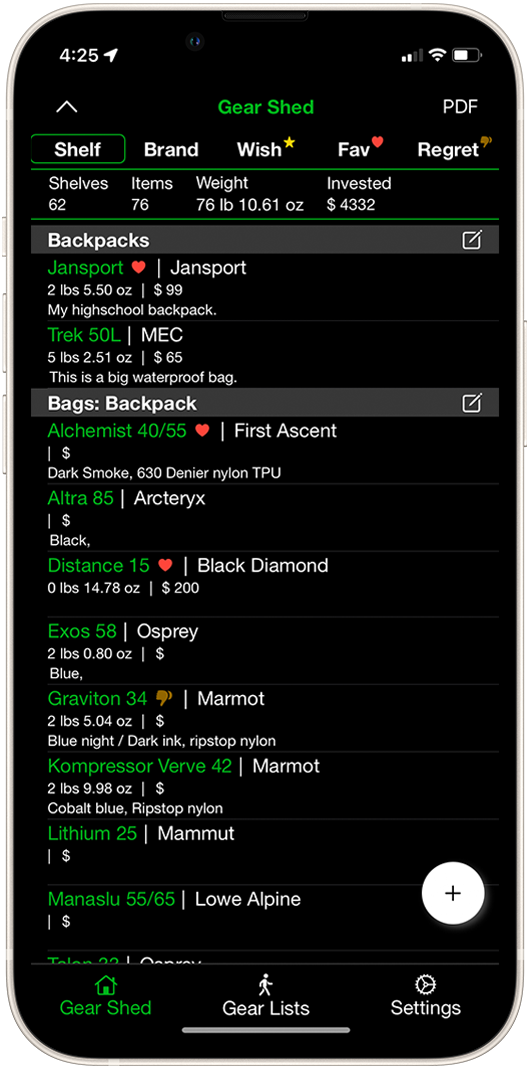 4:25
Gear Shed PDF
Shelf Brand Wish Fav Regret
Shelves Items Weight Invested
62 76 76 lb 10.61 oz $ 4332
Backpacks
Jansport | Jansport
2 lbs 5.50 oz | $ 99
My highschool backpack.
Trek 50L | MEC
5 lbs 2.51 oz | $ 65
This is a big waterproof bag.
Bags: Backpack
Alchemist 40/55 | First Ascent
| $
Dark Smoke, 630 Denier nylon TPU
Altra 85 | Arcteryx
| $
Black,
Distance 15 | Black Diamond
0 lbs 14.78 oz | $ 200
Exos 58 | Osprey
2 lbs 0.80 oz | $
Blue,
Graviton 34 | Marmot
2 lbs 5.04 oz | $
Blue night / Dark ink, ripstop nylon
Kompressor Verve 42 | Marmot
2 lbs 9.98 oz | $
Cobalt blue, Ripstop nylon
Lithium 25 | Mammut
| $
Manaslu 55/65 | Lowe Alpine
| $
+
Gear Shed Gear Lists Settings